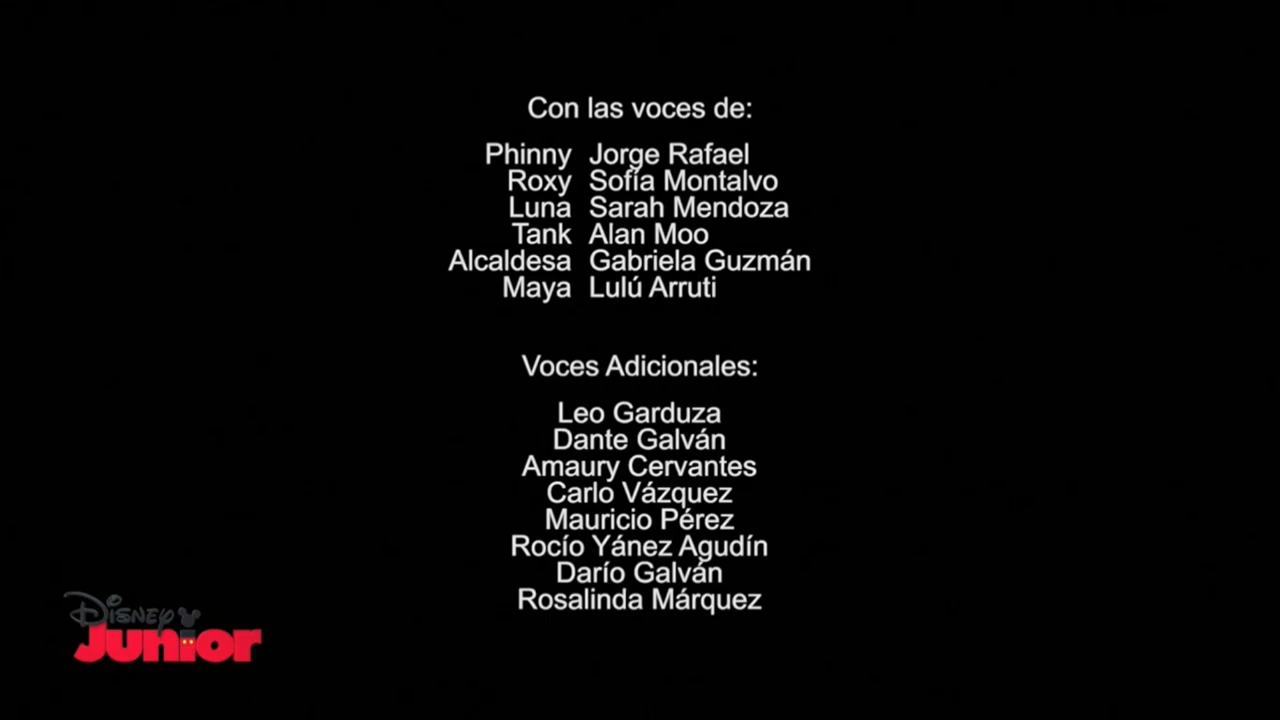 Con las voces de:
Phinny Jorge Rafael
Roxy Sofía Montalvo
Luna Sarah Mendoza
Tank Alan Moo
Alcaldesa Gabriela Guzmán
Maya Lulú Arruti
Voces Adicionales:
Leo Garduza
Dante Galván
Amaury Cervantes
Carlo Vázquez
Mauricio Pérez
Rocío Yánez Agudín
Darío Galván
Rosalinda Márquez
Disney
Junior